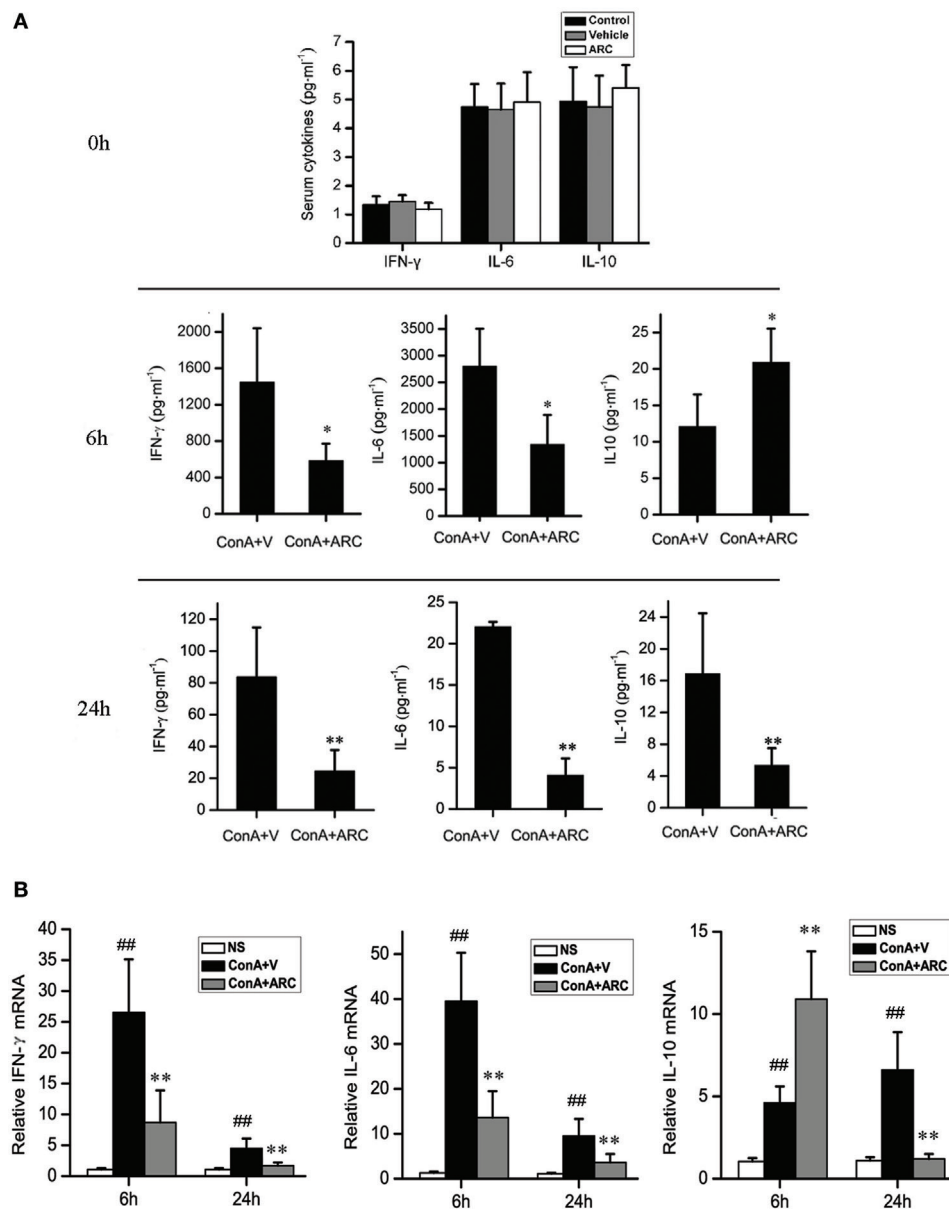 A
Control
Vehicle
ARC
Serum cytokines (pg·ml⁻¹)
7
6
5
4
3
2
1
0
IFN-γ IL-6 IL-10
0h
6h
IFN-γ (pg·ml⁻¹)
2000
1600
1200
800
400
0
*
ConA+V ConA+ARC
IL-6 (pg·ml⁻¹)
3500
3000
2500
2000
1500
1000
500
0
*
ConA+V ConA+ARC
IL10 (pg·ml⁻¹)
25
20
15
10
5
0
*
ConA+V ConA+ARC
24h
IFN-γ (pg·ml⁻¹)
120
100
80
60
40
20
0
**
ConA+V ConA+ARC
IL-6 (pg·ml⁻¹)
25
20
15
10
5
0
**
ConA+V ConA+ARC
IL-10 (pg·ml⁻¹)
24
20
16
12
8
4
0
**
ConA+V ConA+ARC
B
Relative IFN-γ mRNA
40
35
30
25
20
15
10
5
0
NS
ConA+V
ConA+ARC
##
**
##
**
6h 24h
Relative IL-6 mRNA
50
40
30
20
10
0
NS
ConA+V
ConA+ARC
##
**
##
**
6h 24h
Relative IL-10 mRNA
15
10
5
0
NS
ConA+V
ConA+ARC
##
**
##
**
6h 24h